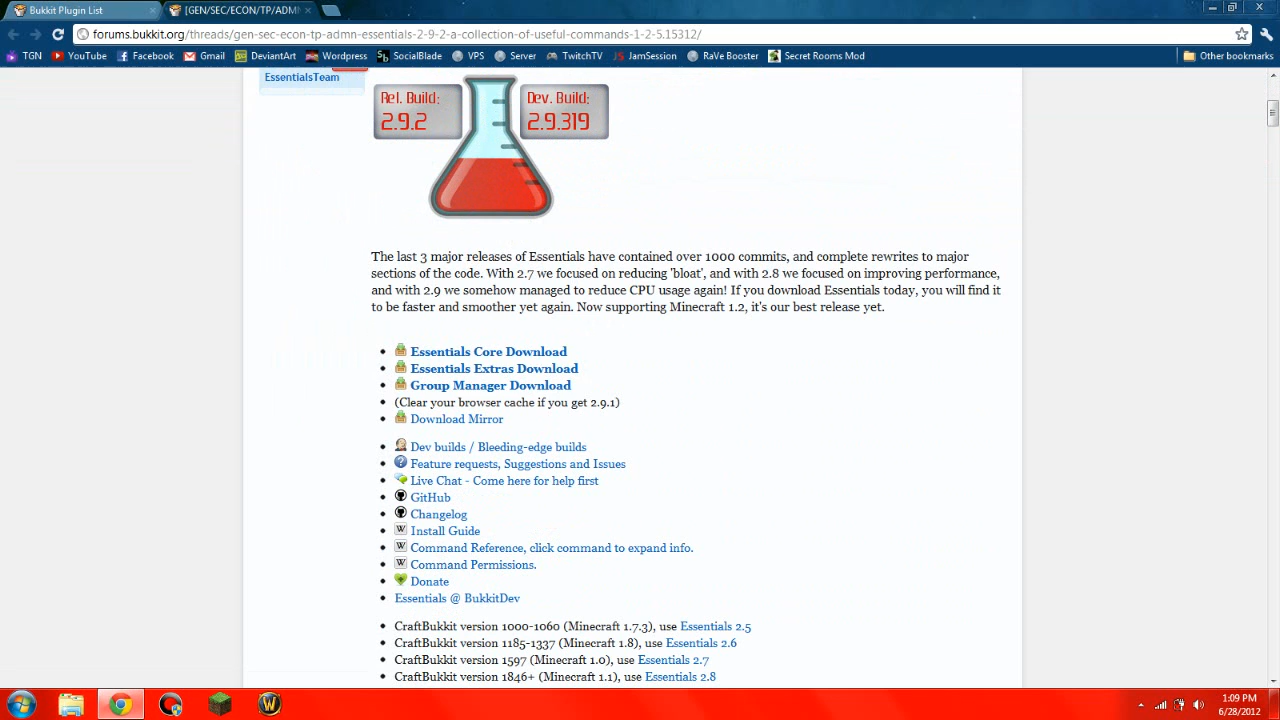 Bukkit Plugin List
[GEN/SEC/ECON/TP/ADMN
forums.bukkit.org/threads/gen-sec-econ-tp-admn-essentials-2-9-2-a-collection-of-useful-commands-1-2-5.15312/
TGN YouTube Facebook Gmail DeviantArt Wordpress SocialBlade VPS Server TwitchTV JamSession RaVe Booster Secret Rooms Mod Other bookmarks
EssentialsTeam
Rel. Build:
2.9.2
Dev. Build:
2.9.319
The last 3 major releases of Essentials have contained over 1000 commits, and complete rewrites to major
sections of the code. With 2.7 we focused on reducing 'bloat', and with 2.8 we focused on improving performance,
and with 2.9 we somehow managed to reduce CPU usage again! If you download Essentials today, you will find it
to be faster and smoother yet again. Now supporting Minecraft 1.2, it's our best release yet.
Essentials Core Download
Essentials Extras Download
Group Manager Download
(Clear your browser cache if you get 2.9.1)
Download Mirror
Dev builds / Bleeding-edge builds
Feature requests, Suggestions and Issues
Live Chat - Come here for help first
GitHub
Changelog
Install Guide
Command Reference, click command to expand info.
Command Permissions.
Donate
Essentials @ BukkitDev
CraftBukkit version 1000-1060 (Minecraft 1.7.3), use Essentials 2.5
CraftBukkit version 1185-1337 (Minecraft 1.8), use Essentials 2.6
CraftBukkit version 1597 (Minecraft 1.0), use Essentials 2.7
CraftBukkit version 1846+ (Minecraft 1.1), use Essentials 2.8
1:09 PM
6/28/2012